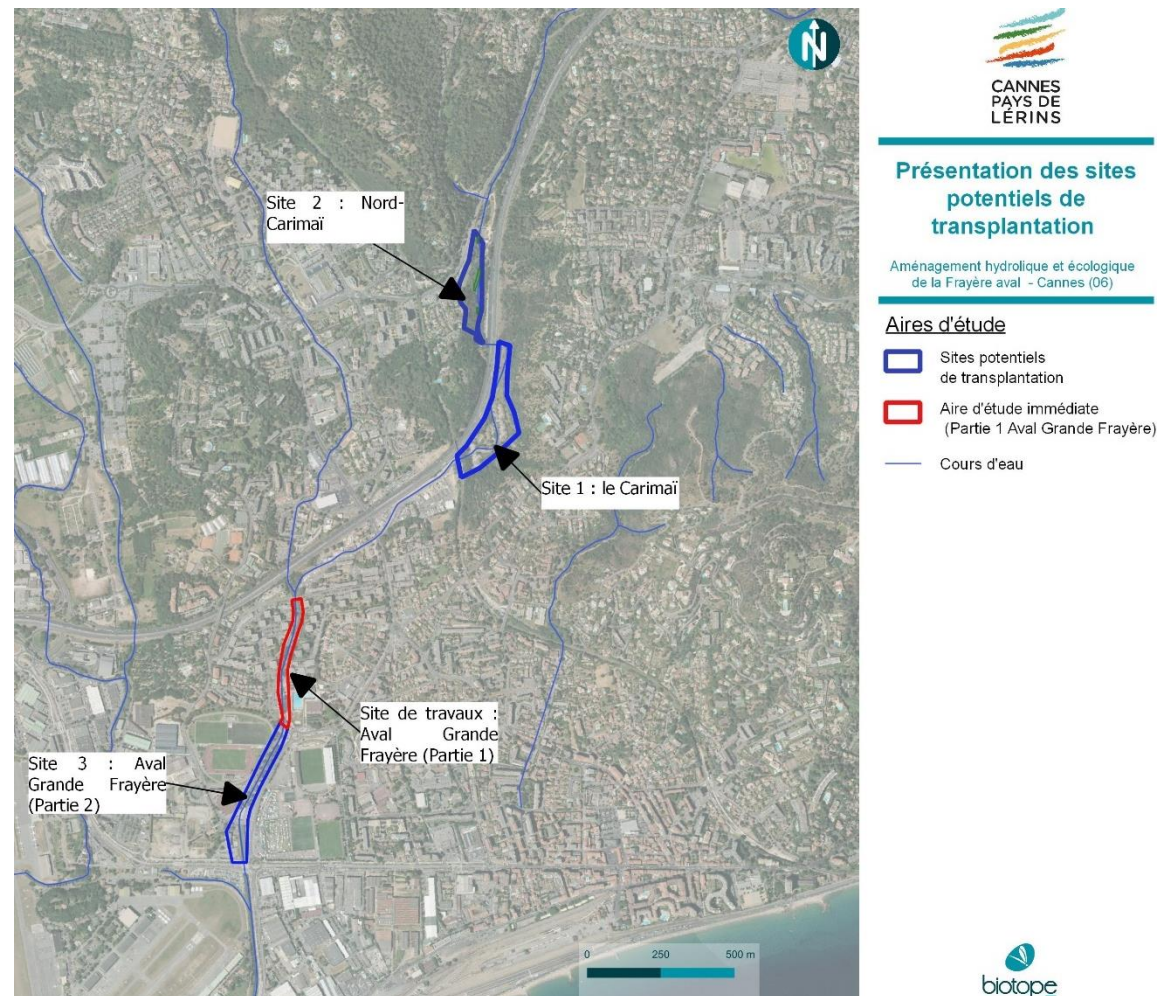 N
Site 2 : Nord-
Carimaï
Site 1 : le Carimaï
Site de travaux :
Aval Grande
Frayère (Partie 1)
Site 3 : Aval
Grande Frayère
(Partie 2)
0 250 500 m
CANNES
PAYS DE
LÉRINS
Présentation des sites
potentiels de
transplantation
Aménagement hydrolique et écologique
de la Frayère aval - Cannes (06)
Aires d'étude
Sites potentiels
de transplantation
Aire d'étude immédiate
(Partie 1 Aval Grande Frayère)
Cours d'eau
biotope